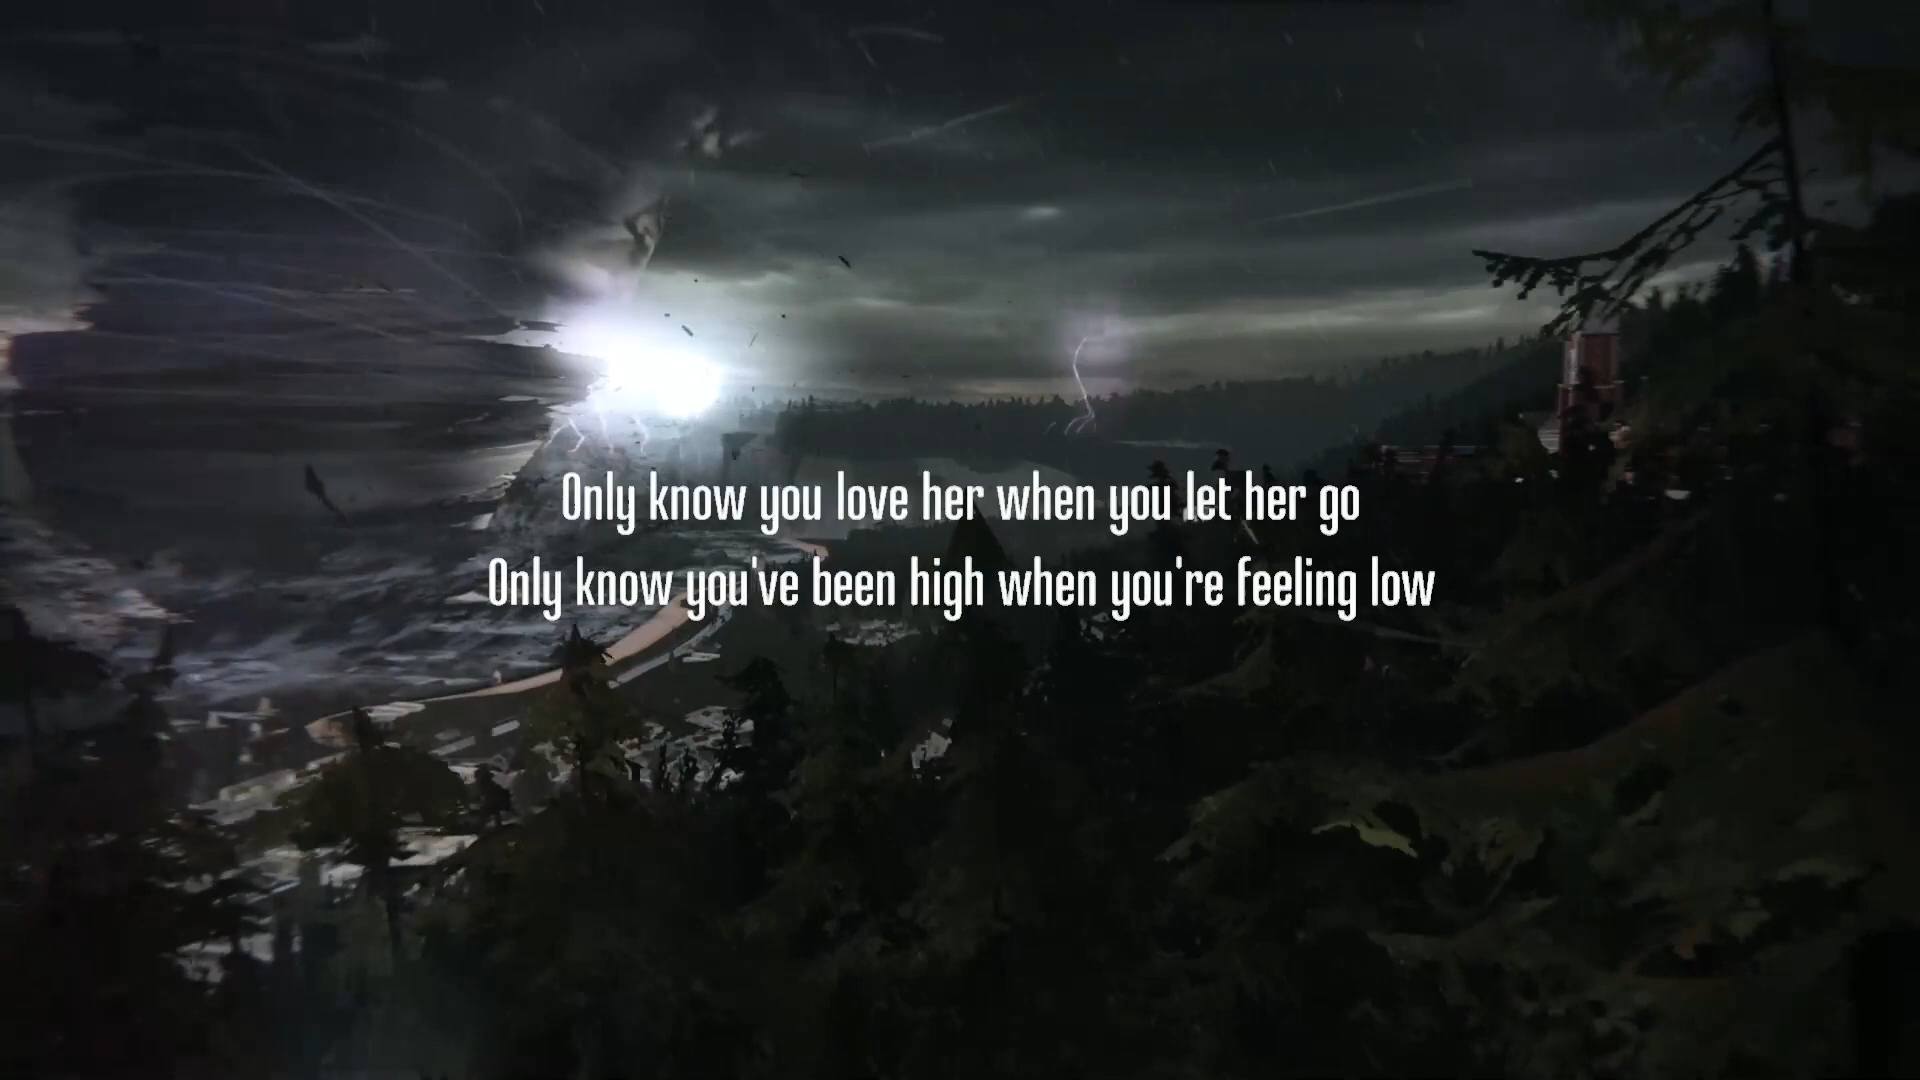 Only know you love her when you let her go
Only know you've been high when you're feeling low